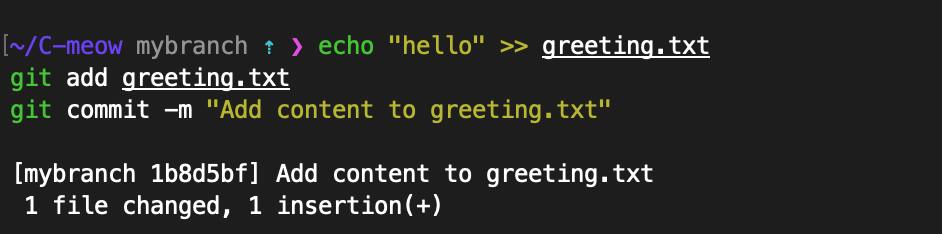 [~/C-meow mybranch ⇡ ❯ echo "hello" >> greeting.txt
git add greeting.txt
git commit -m "Add content to greeting.txt"
[mybranch 1b8d5bf] Add content to greeting.txt
1 file changed, 1 insertion(+)